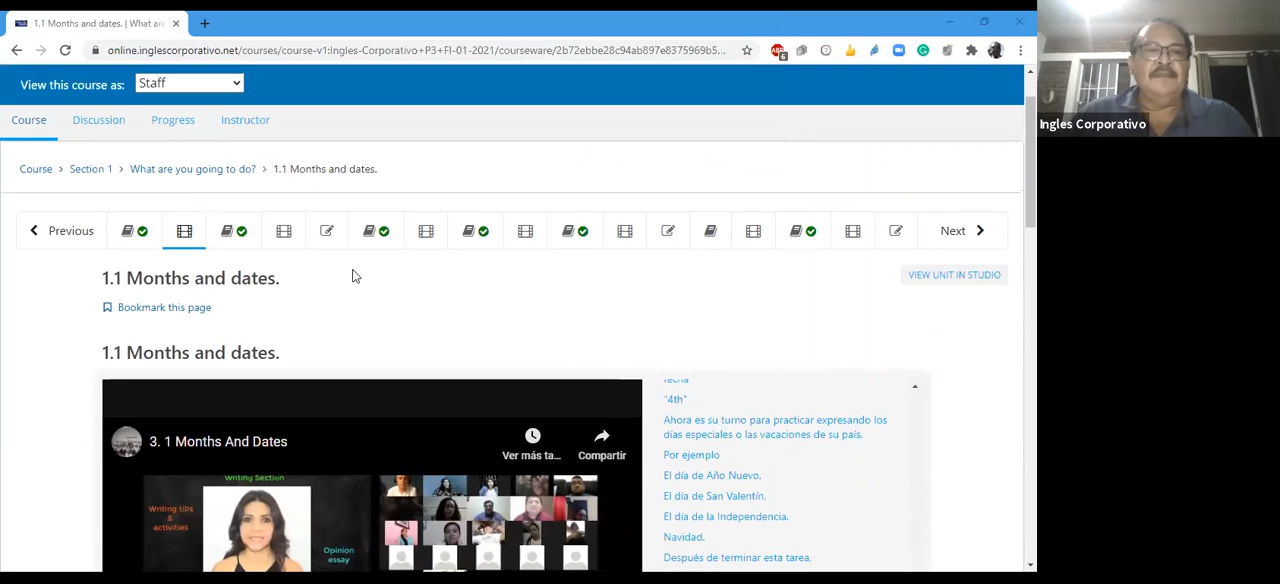 1.1 Months and dates. | What are
online.inglescorporativo.net/courses/course-v1:Ingles-Corporativo+P3+FI-01-2021/courseware/2b72ebbe28c94ab897e8375969b5...
ABP
6
View this course as:
Staff
Ingles Corporativo
Course
Discussion
Progress
Instructor
Course > Section 1 > What are you going to do? > 1.1 Months and dates.
Previous
Next
1.1 Months and dates.
VIEW UNIT IN STUDIO
Bookmark this page
1.1 Months and dates.
fecha
"4th"
Ahora es su turno para practicar expresando los
días especiales o las vacaciones de su país.
Por ejemplo
El día de Año Nuevo.
El día de San Valentín.
El día de la Independencia.
Navidad.
Después de terminar esta tarea.
3. 1 Months And Dates
Ver más ta...
Compartir
Writing Section
Writing tips
&
activities
Opinion
essay